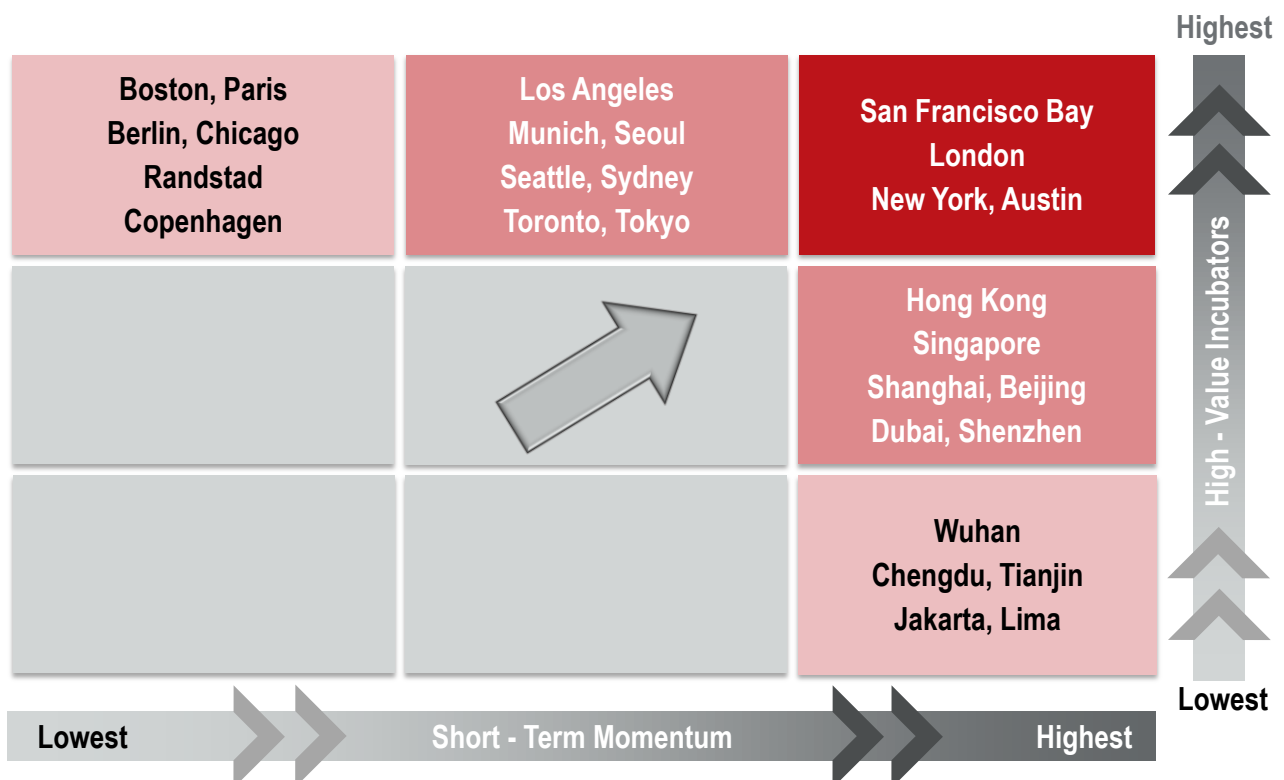 Highest
Boston, Paris
Berlin, Chicago
Randstad
Copenhagen
Los Angeles
Munich, Seoul
Seattle, Sydney
Toronto, Tokyo
San Francisco Bay
London
New York, Austin
Hong Kong
Singapore
Shanghai, Beijing
Dubai, Shenzhen
High - Value Incubators
Wuhan
Chengdu, Tianjin
Jakarta, Lima
Lowest
Lowest
Short - Term Momentum
Highest